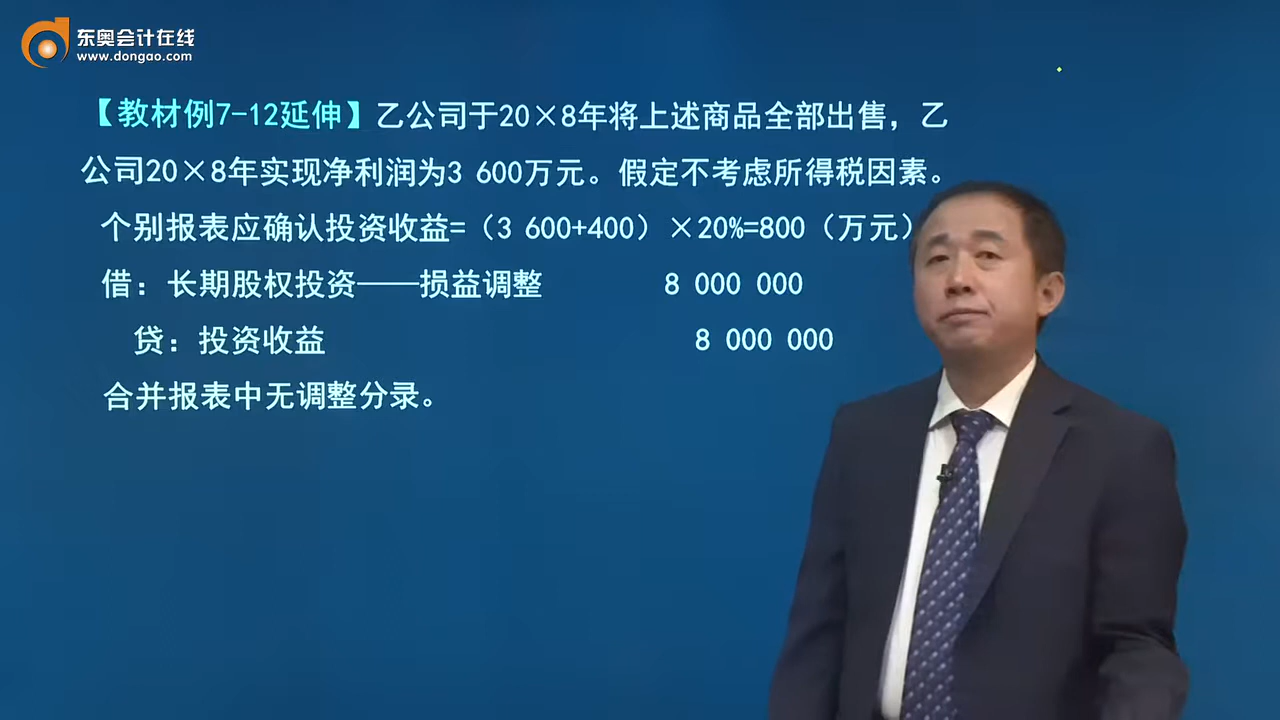 东奥会计在线
www.dongao.com
【教材例7-12延伸】乙公司于20×8年将上述商品全部出售，乙
公司20×8年实现净利润为3 600万元。假定不考虑所得税因素。
个别报表应确认投资收益=（3 600+400）×20%=800（万元）
借：长期股权投资——损益调整 8 000 000
贷：投资收益 8 000 000
合并报表中无调整分录。